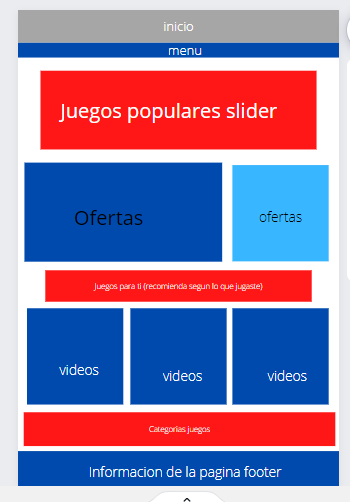 inicio
menu
Juegos populares slider
Ofertas
ofertas
Juegos para ti (recomienda segun lo que jugaste)
videos
videos
videos
Categorias juegos
Informacion de la pagina footer